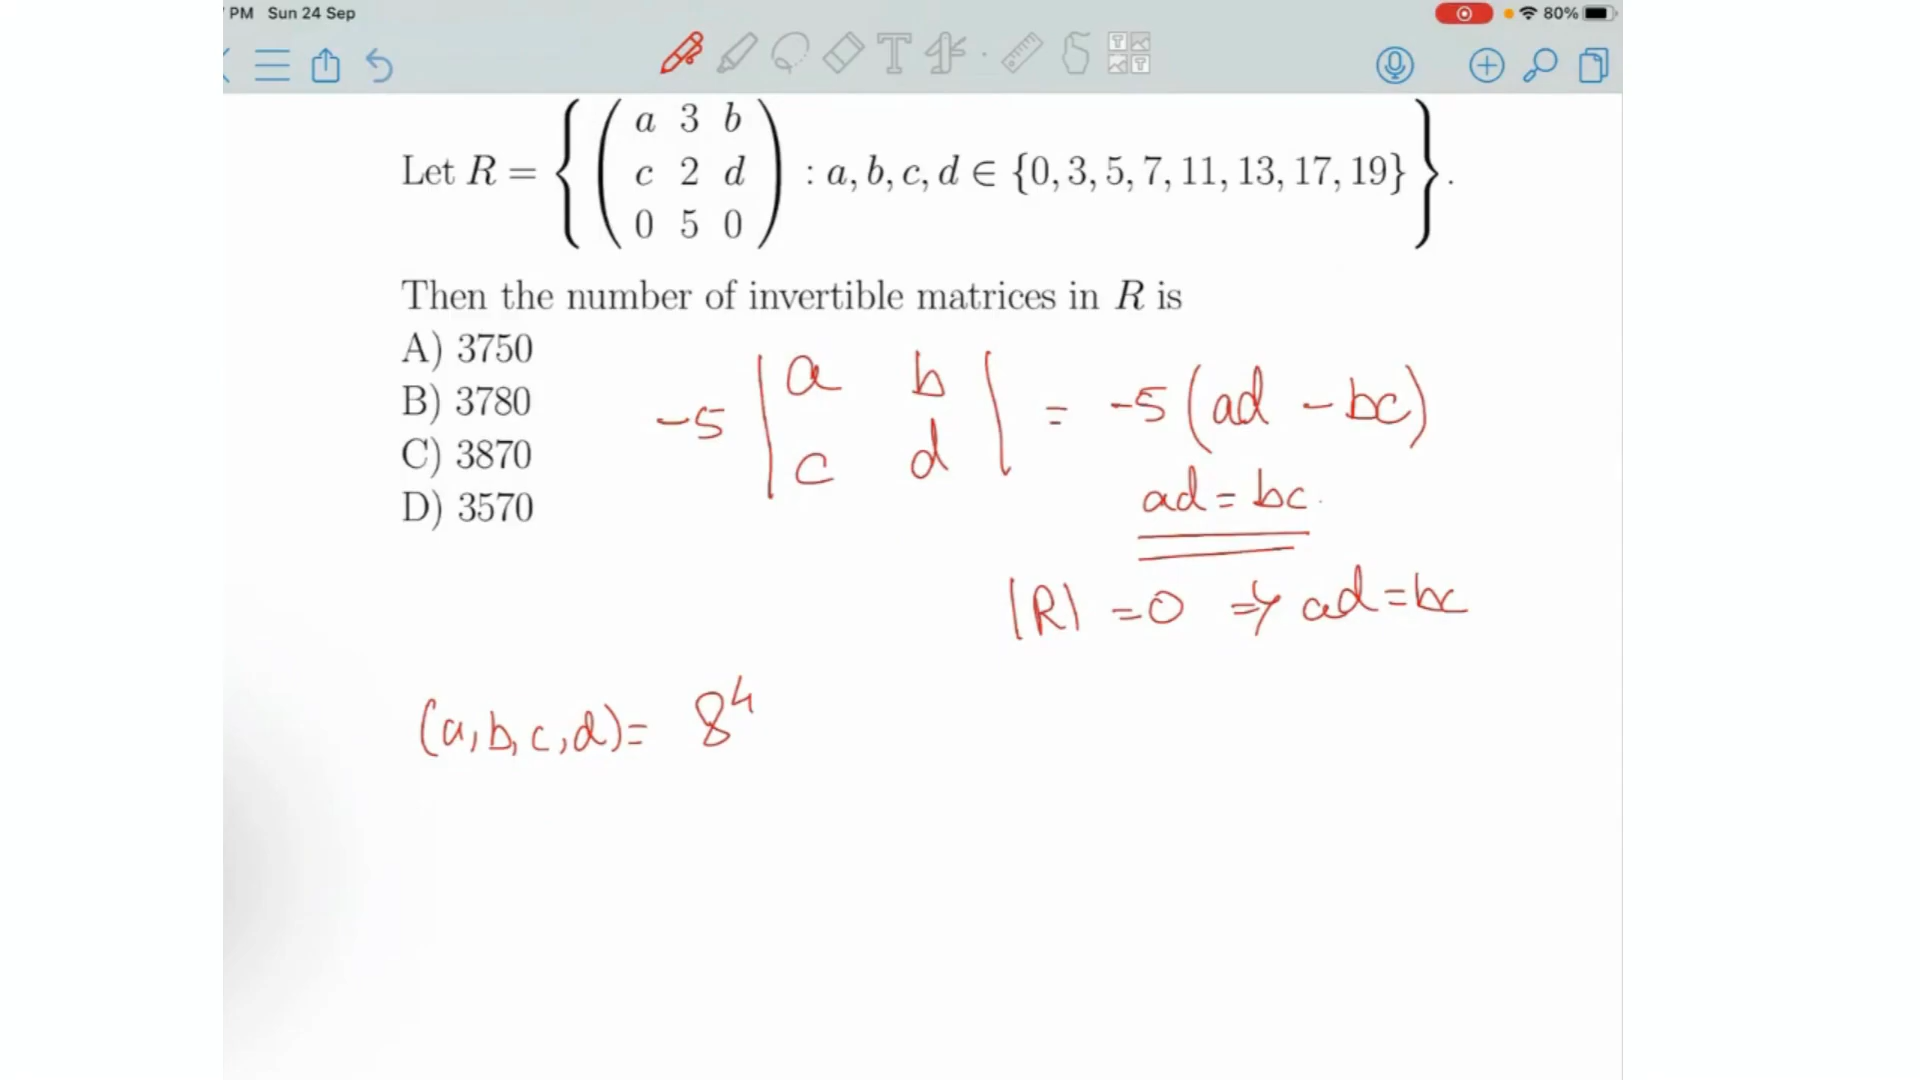 PM Sun 24 Sep 80%
Let R = { ( a 3 b
c 2 d
0 5 0 ) : a, b, c, d ∈ {0, 3, 5, 7, 11, 13, 17, 19} } .
Then the number of invertible matrices in R is
A) 3750
B) 3780
C) 3870
D) 3570
-5 | a b
c d | = -5 (ad - bc)
ad = bc.
|R| = 0 ⇒ ad = bc
(a, b, c, d) = 8⁴